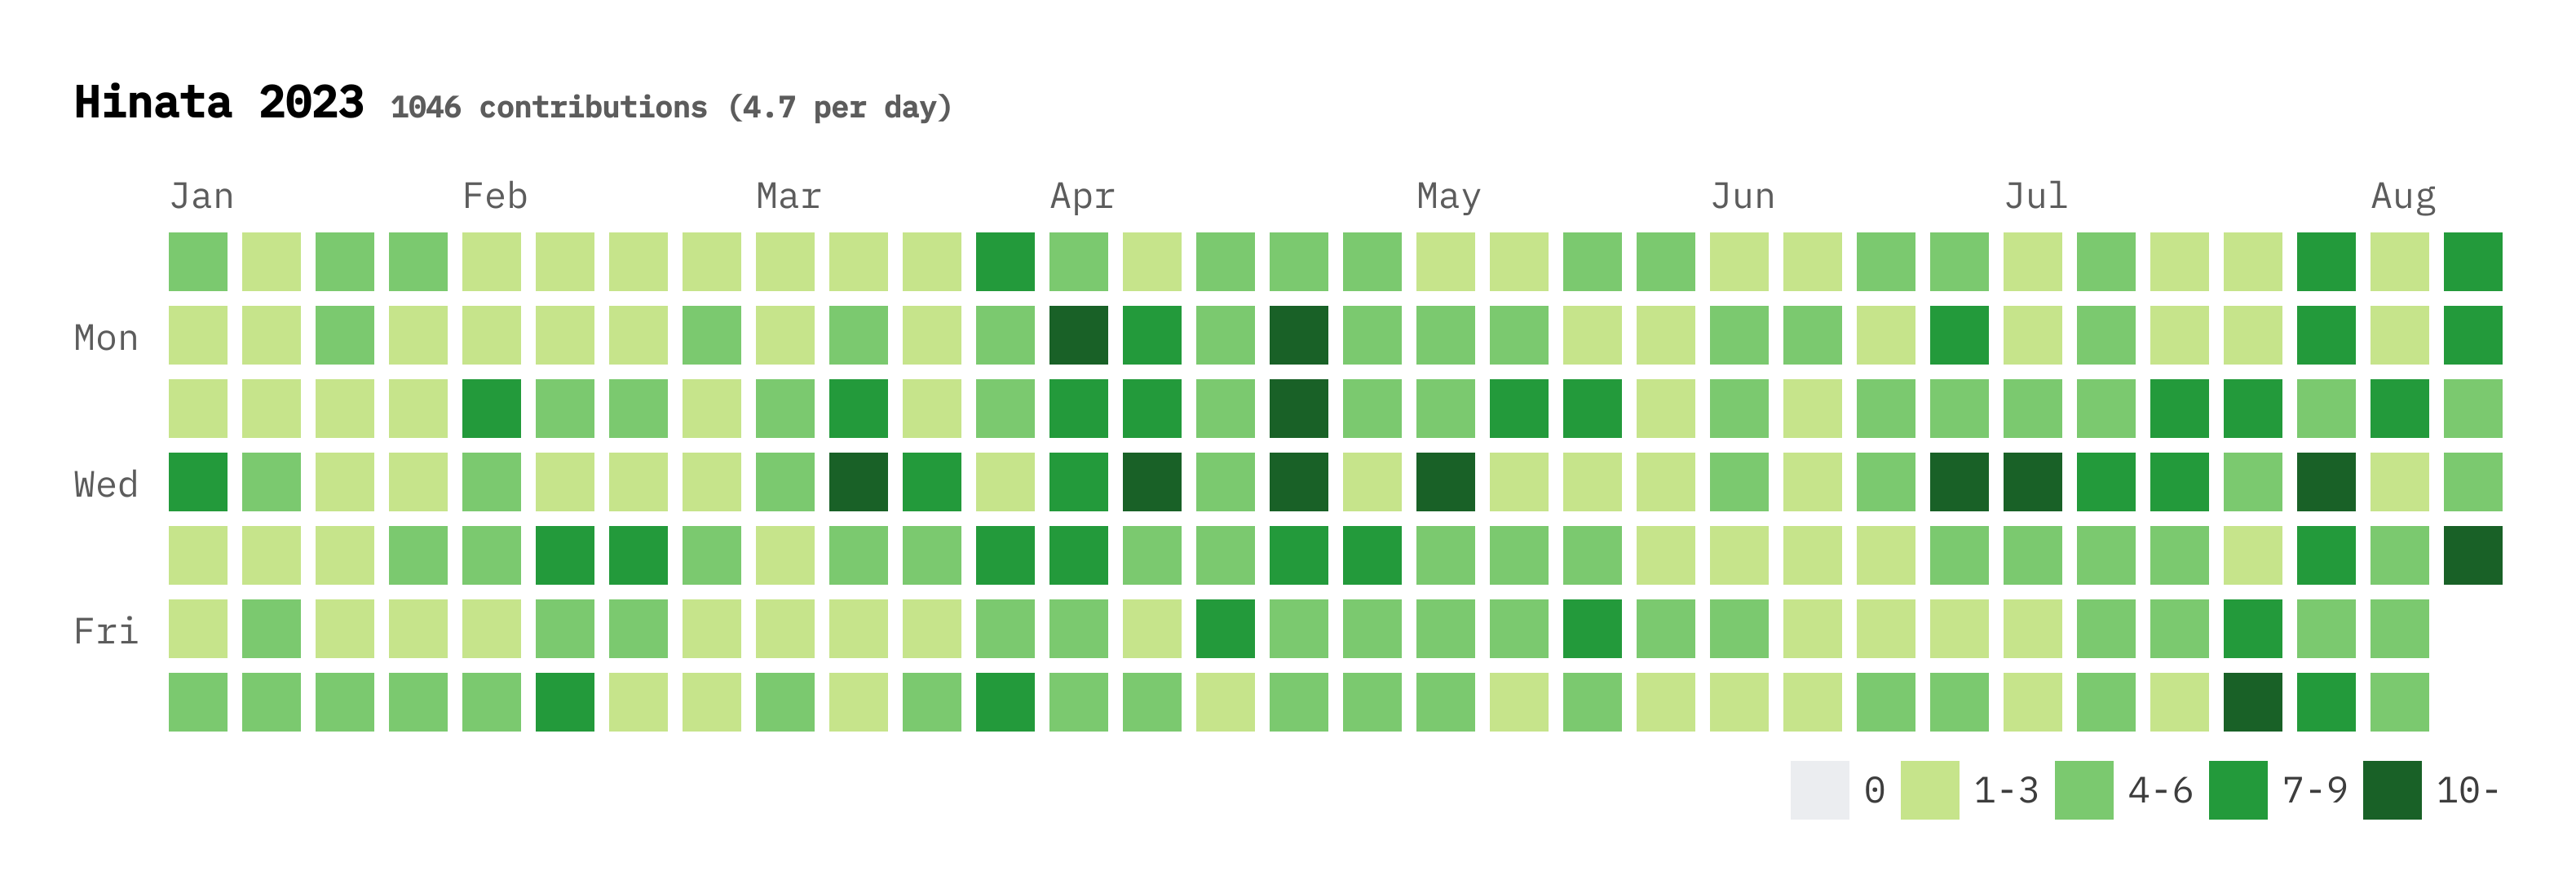 Hinata 2023 1046 contributions (4.7 per day)
Jan Feb Mar Apr May Jun Jul Aug
Mon
Wed
Fri
0 1-3 4-6 7-9 10-